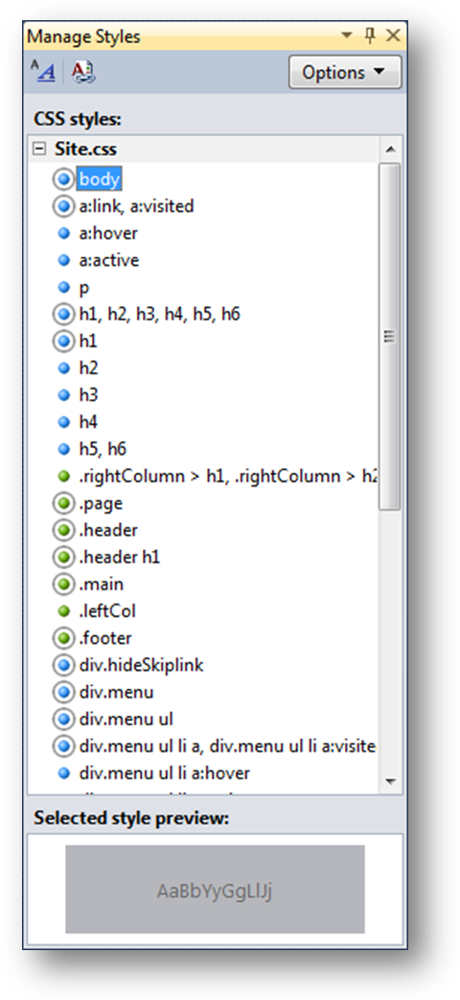 Manage Styles
Options
CSS styles:
Site.css
body
a:link, a:visited
a:hover
a:active
p
h1, h2, h3, h4, h5, h6
h1
h2
h3
h4
h5, h6
.rightColumn > h1, .rightColumn > h2
.page
.header
.header h1
.main
.leftCol
.footer
div.hideSkiplink
div.menu
div.menu ul
div.menu ul li a, div.menu ul li a:visite
div.menu ul li a:hover
Selected style preview:
AaBbYyGgLlJj